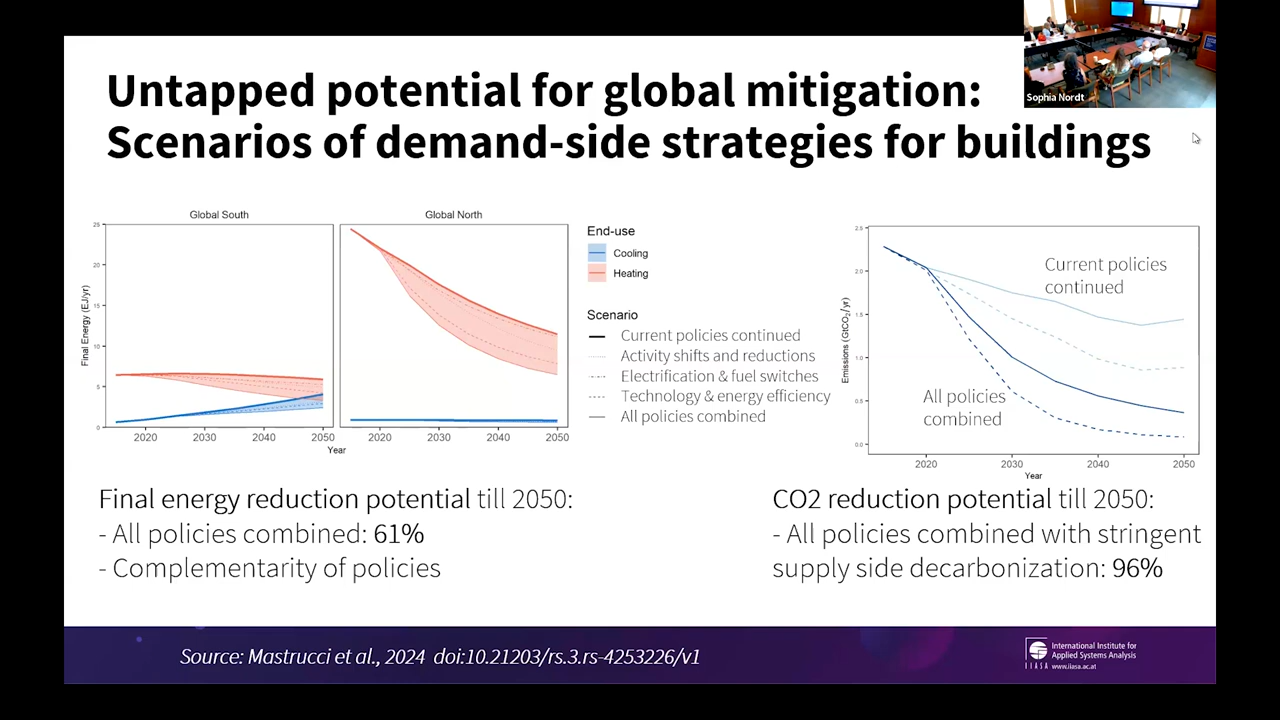 Untapped potential for global mitigation:
Scenarios of demand-side strategies for buildings
Sophia Nordt
Global South
Global North
Final Energy (EJ/yr)
25
20
15
10
5
0
2020
2030
2040
2050
2020
2030
2040
2050
Year
End-use
Cooling
Heating
Scenario
Current policies continued
Activity shifts and reductions
Electrification & fuel switches
Technology & energy efficiency
All policies combined
Emissions (GtCO2/yr)
2.5
2.0
1.5
1.0
0.5
0.0
Current policies
continued
All policies
combined
2020
2030
2040
2050
Year
Final energy reduction potential till 2050:
- All policies combined: 61%
- Complementarity of policies
CO2 reduction potential till 2050:
- All policies combined with stringent
supply side decarbonization: 96%
Source: Mastrucci et al., 2024 doi:10.21203/rs.3.rs-4253226/v1
IIASA
International Institute for
Applied Systems Analysis
www.iiasa.ac.at